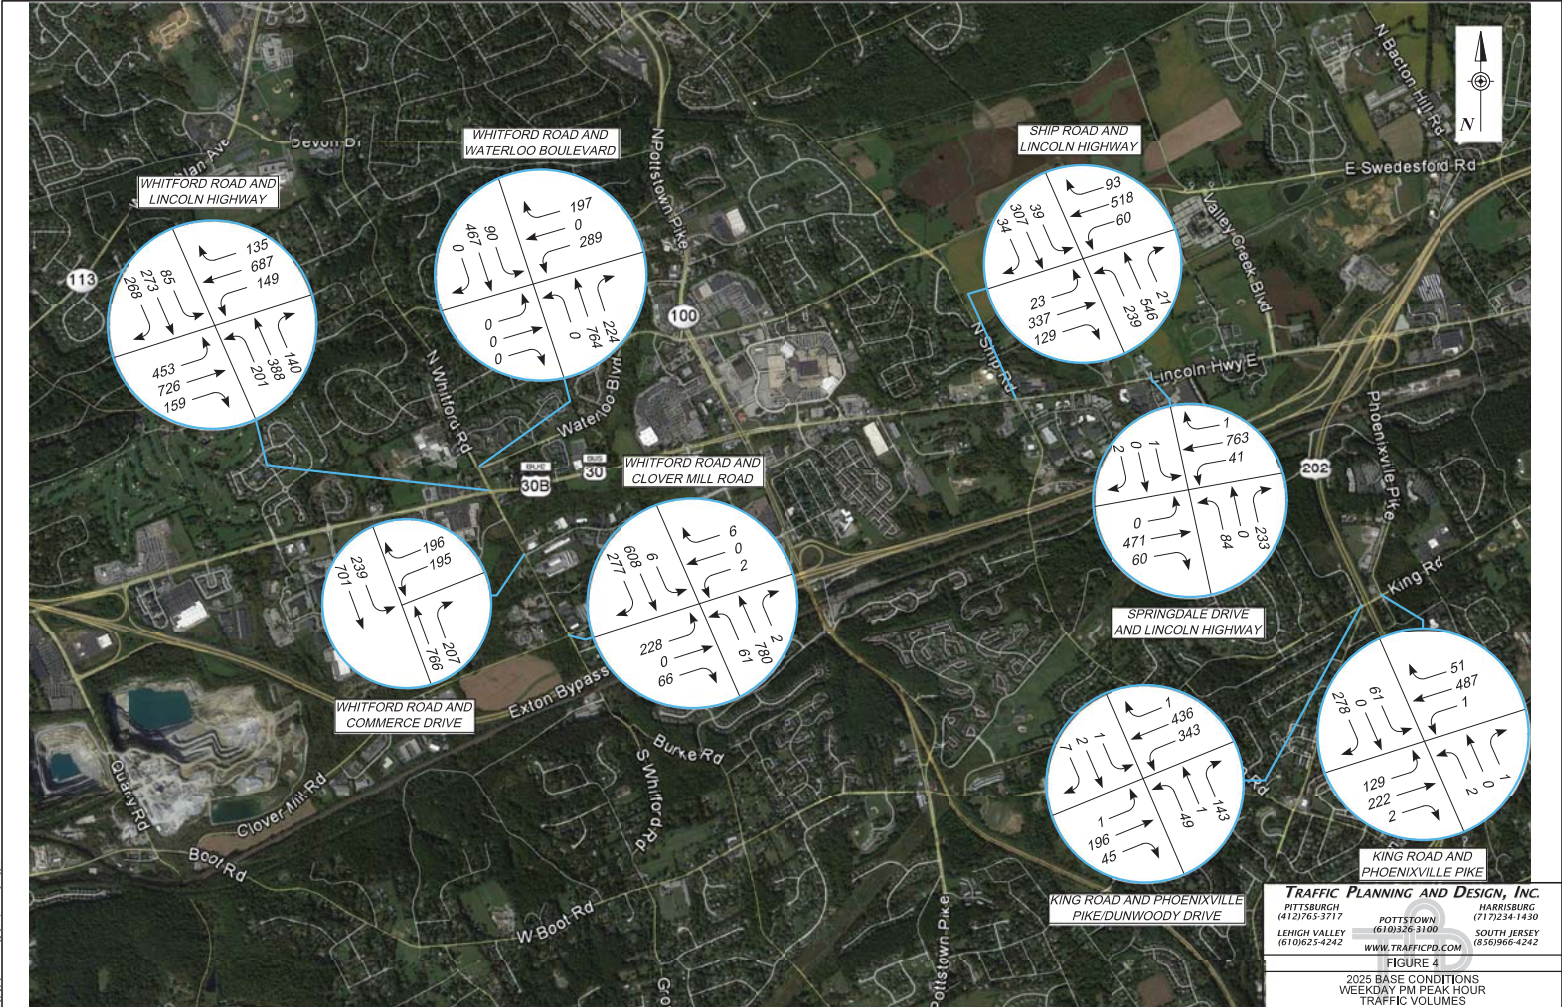 N Bacton Hill Rd
N
WHITFORD ROAD AND
WATERLOO BOULEVARD
SHIP ROAD AND
LINCOLN HIGHWAY
Devon Dr
N Pottstown Pike
E Swedesford Rd
WHITFORD ROAD AND
LINCOLN HIGHWAY
113
100
Valley Creek Blvd
135
687
149
85
273
268
453
726
159
201
388
140
197
0
289
90
467
0
0
0
0
0
764
224
93
518
60
39
307
34
23
337
129
239
546
21
N Whitford Rd
Waterloo Blvd
N Ship Rd
Lincoln Hwy E
Phoenixville Pike
BUS
30
30B
202
WHITFORD ROAD AND
CLOVER MILL ROAD
1
763
41
1
0
2
0
471
60
84
0
233
SPRINGDALE DRIVE
AND LINCOLN HIGHWAY
King Rd
196
195
239
701
766
207
WHITFORD ROAD AND
COMMERCE DRIVE
6
0
2
6
608
277
228
0
66
61
780
2
Exton Bypass
Burke Rd
S Whitford Rd
Quarry Rd
Clover Mill Rd
Boot Rd
W Boot Rd
Pottstown Pike
Gro
1
436
343
1
2
7
1
196
45
49
1
143
Rd
KING ROAD AND PHOENIXVILLE
PIKE/DUNWOODY DRIVE
51
487
1
61
0
278
129
222
2
2
0
1
KING ROAD AND
PHOENIXVILLE PIKE
TRAFFIC PLANNING AND DESIGN, INC.
PITTSBURGH
(412)765-3717
HARRISBURG
(717)234-1430
POTTSTOWN
(610)326-3100
LEHIGH VALLEY
(610)625-4242
SOUTH JERSEY
(856)966-4242
WWW.TRAFFICPD.COM
FIGURE 4
2025 BASE CONDITIONS
WEEKDAY PM PEAK HOUR
TRAFFIC VOLUMES